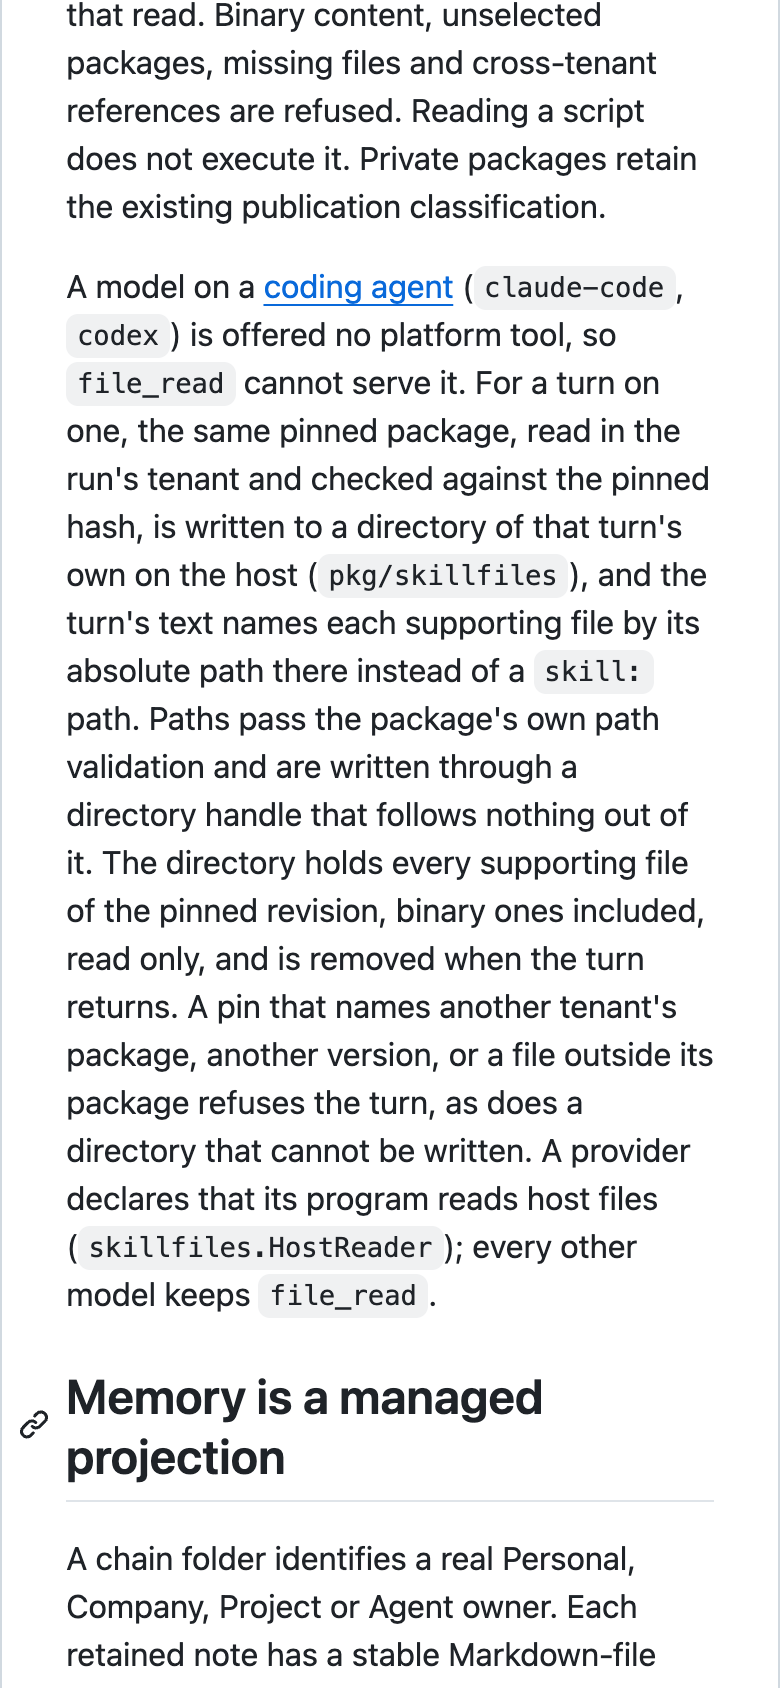 that read. Binary content, unselected
packages, missing files and cross-tenant
references are refused. Reading a script
does not execute it. Private packages retain
the existing publication classification.
A model on a coding agent ( claude-code ,
codex ) is offered no platform tool, so
file_read cannot serve it. For a turn on
one, the same pinned package, read in the
run's tenant and checked against the pinned
hash, is written to a directory of that turn's
own on the host ( pkg/skillfiles ), and the
turn's text names each supporting file by its
absolute path there instead of a skill:
path. Paths pass the package's own path
validation and are written through a
directory handle that follows nothing out of
it. The directory holds every supporting file
of the pinned revision, binary ones included,
read only, and is removed when the turn
returns. A pin that names another tenant's
package, another version, or a file outside its
package refuses the turn, as does a
directory that cannot be written. A provider
declares that its program reads host files
( skillfiles.HostReader ); every other
model keeps file_read .
Memory is a managed
projection
A chain folder identifies a real Personal,
Company, Project or Agent owner. Each
retained note has a stable Markdown-file